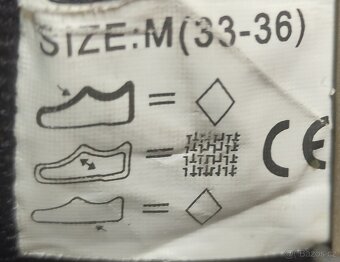 SIZE:M(33-36)
=
=
CE
=